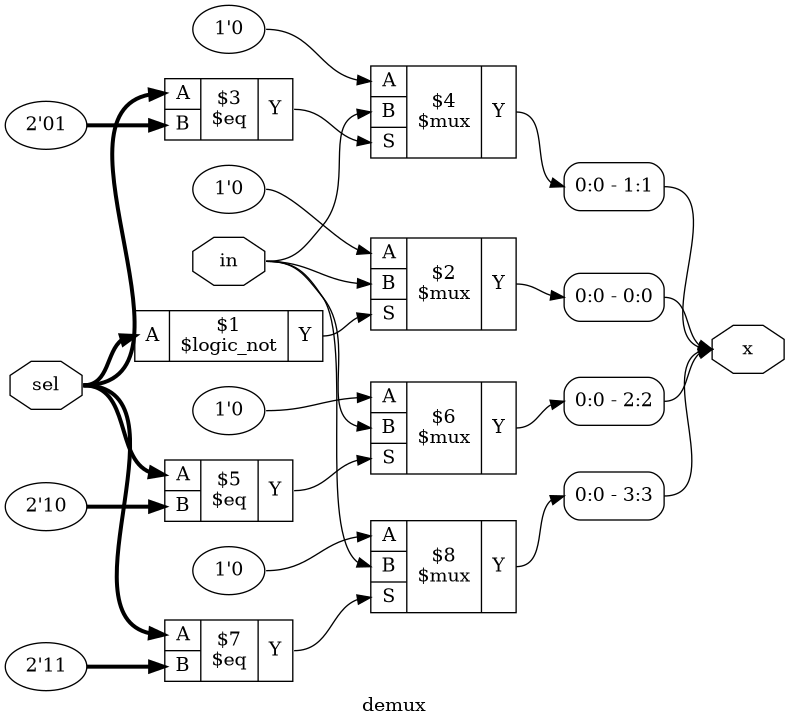 1'0
A
B
S
$4
$mux
Y
A
B
$3
$eq
Y
2'01
0:0 - 1:1
1'0
in
A
B
S
$2
$mux
Y
0:0 - 0:0
A
$1
$logic_not
Y
x
sel
1'0
A
B
S
$6
$mux
Y
0:0 - 2:2
A
B
$5
$eq
Y
2'10
0:0 - 3:3
1'0
A
B
S
$8
$mux
Y
A
B
$7
$eq
Y
2'11
demux